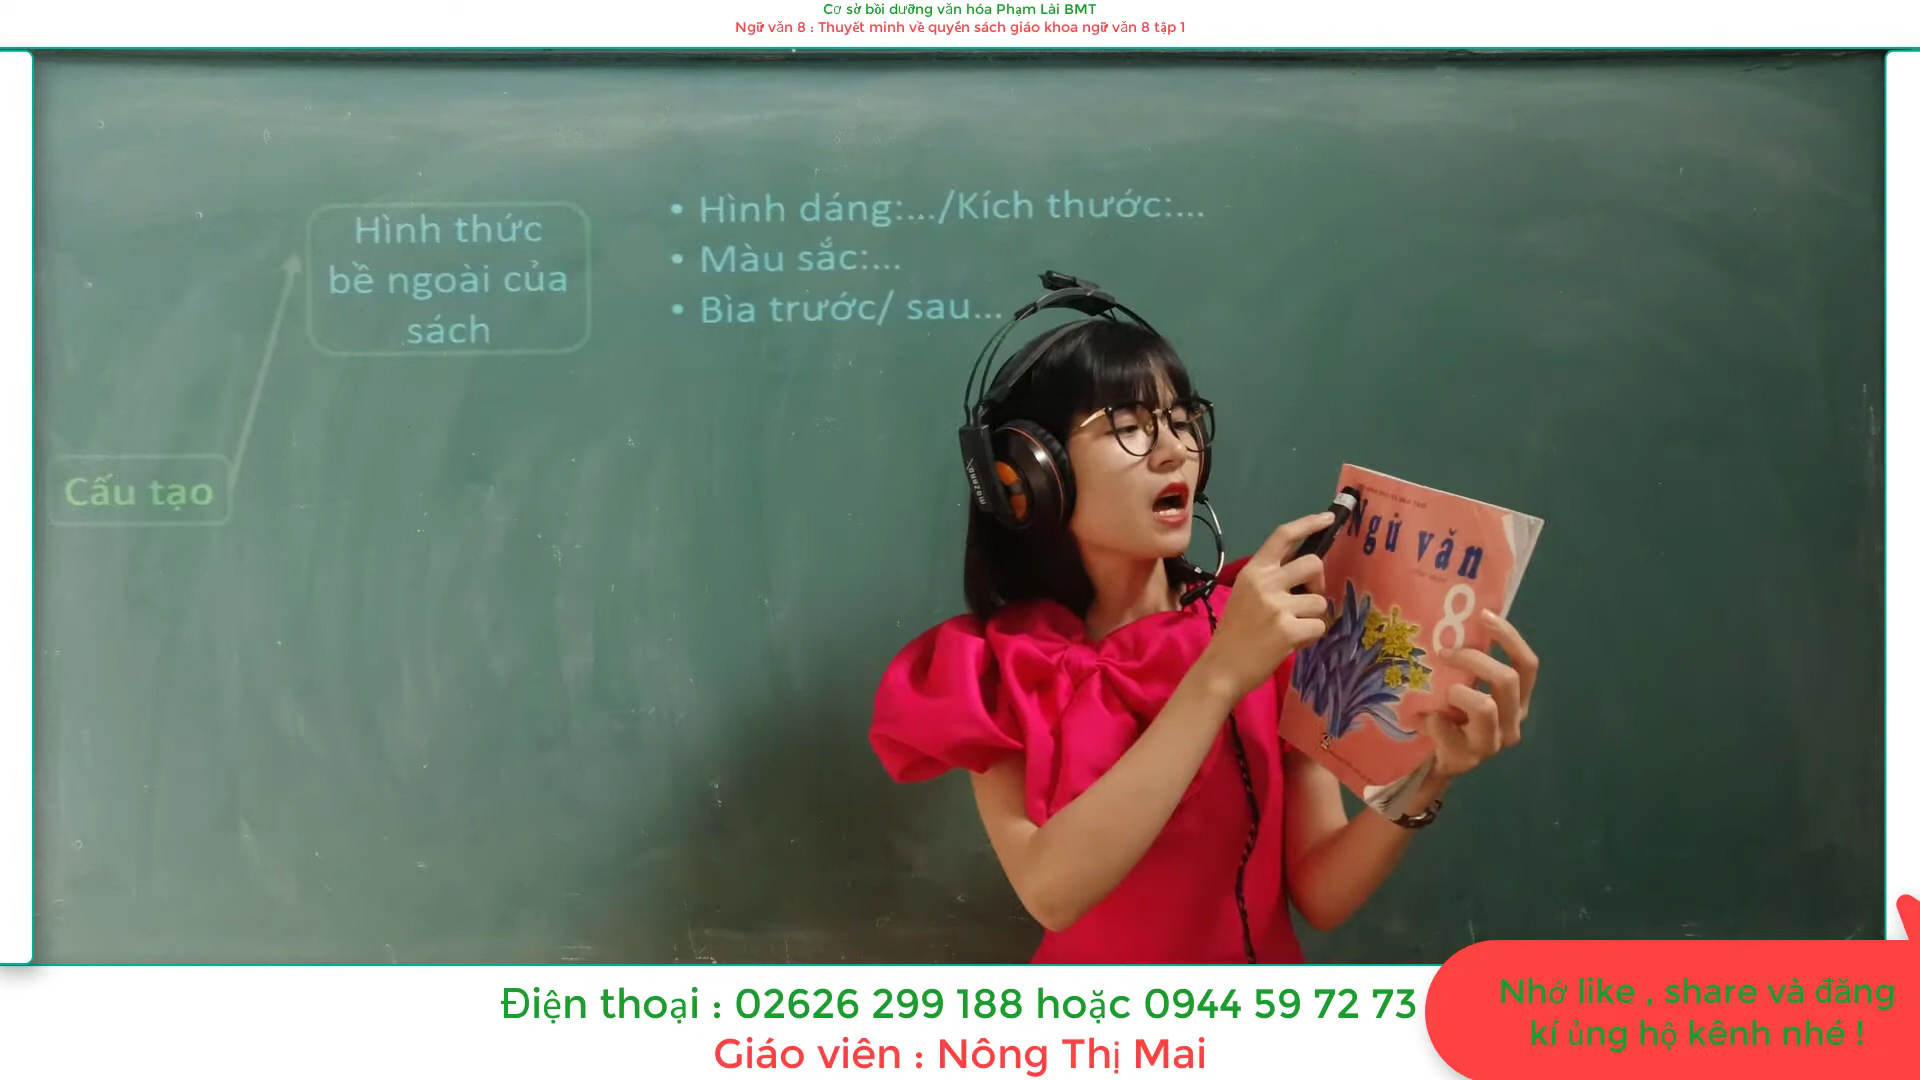 Cơ sở bồi dưỡng văn hóa Phạm Lài BMT
Ngữ văn 8 : Thuyết minh về quyển sách giáo khoa ngữ văn 8 tập 1
Hình thức
bề ngoài của
sách
• Hình dáng:.../Kích thước:...
• Màu sắc:...
• Bìa trước/ sau...
Cấu tạo
Ngữ văn
8
Điện thoại : 02626 299 188 hoặc 0944 59 72 73
Giáo viên : Nông Thị Mai
Nhớ like , share và đăng
kí ủng hộ kênh nhé !